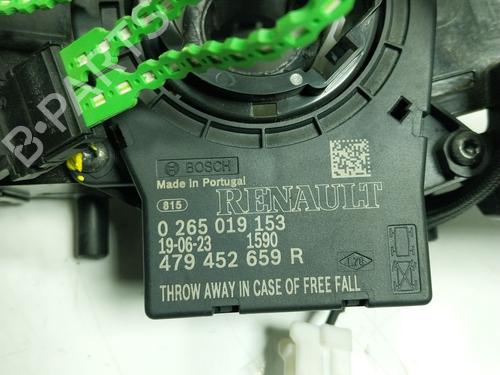 B-PARTS
BOSCH
Made in Portugal
815 RENAULT
0 265 019 153
19-06-23 1590
479 452 659 R
THROW AWAY IN CASE OF FREE FALL